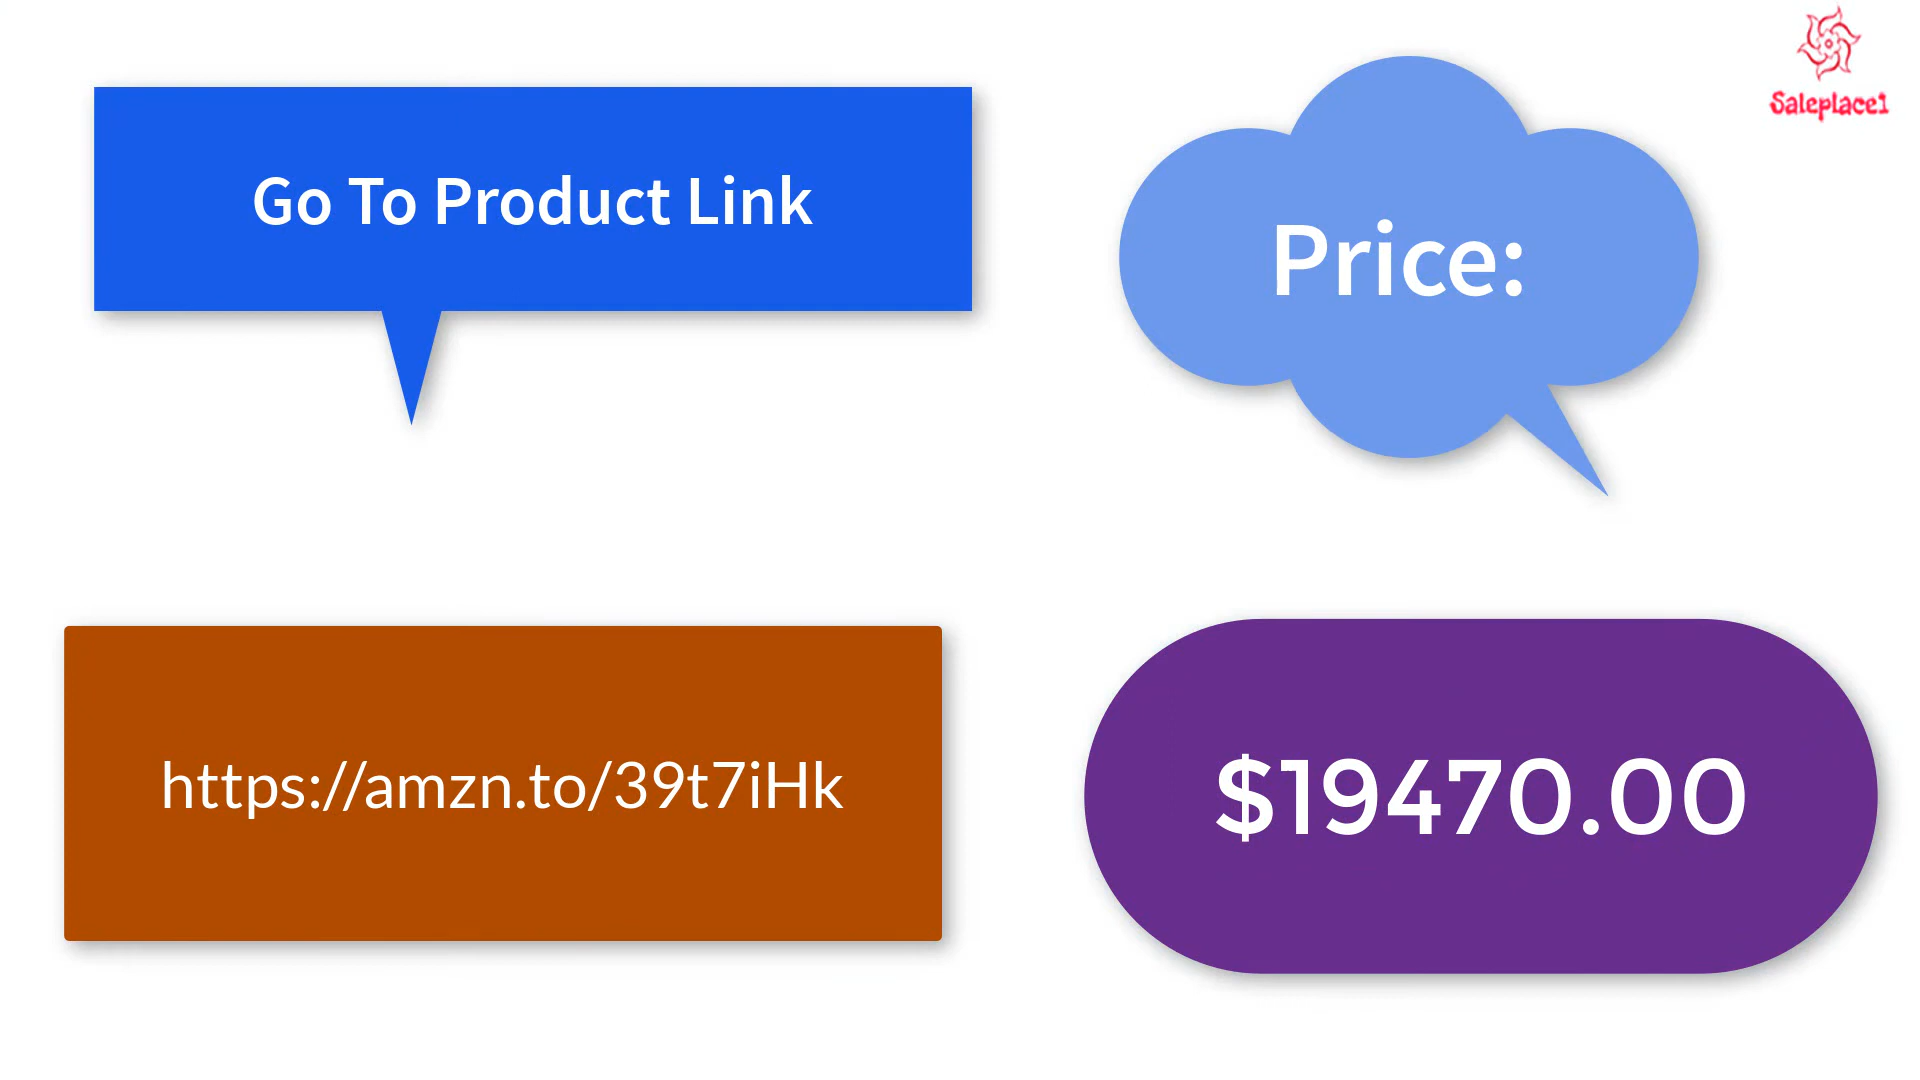 Saleplace1
Go To Product Link
Price:
https://amzn.to/39t7iHk
$19470.00